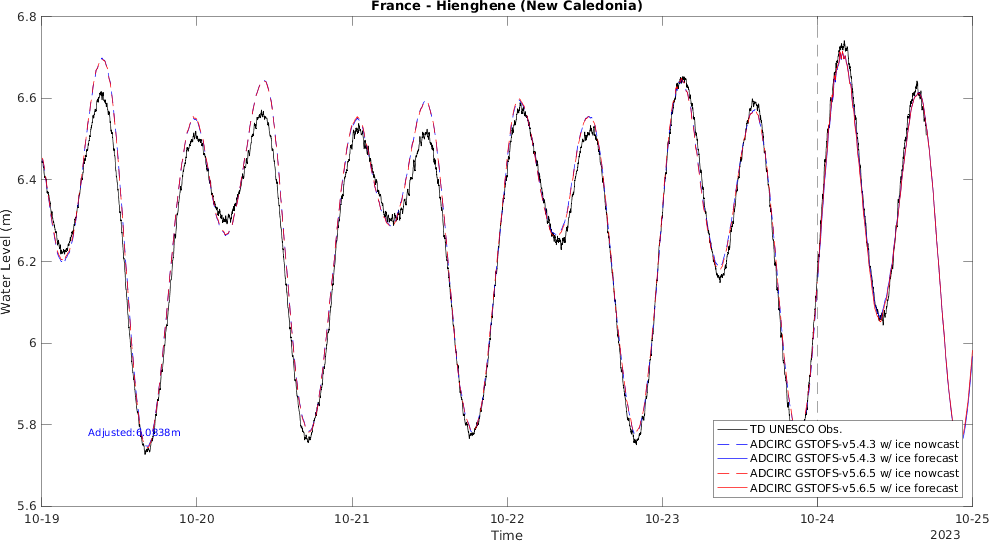 France - Hienghene (New Caledonia)
6.8
6.6
6.4
6.2
6
5.8
5.6
Water Level (m)
Adjusted:6.0938m
TD UNESCO Obs.
ADCIRC GSTOFS-v5.4.3 w/ ice nowcast
ADCIRC GSTOFS-v5.4.3 w/ ice forecast
ADCIRC GSTOFS-v5.6.5 w/ ice nowcast
ADCIRC GSTOFS-v5.6.5 w/ ice forecast
10-19
10-20
10-21
10-22
10-23
10-24
10-25
Time
2023